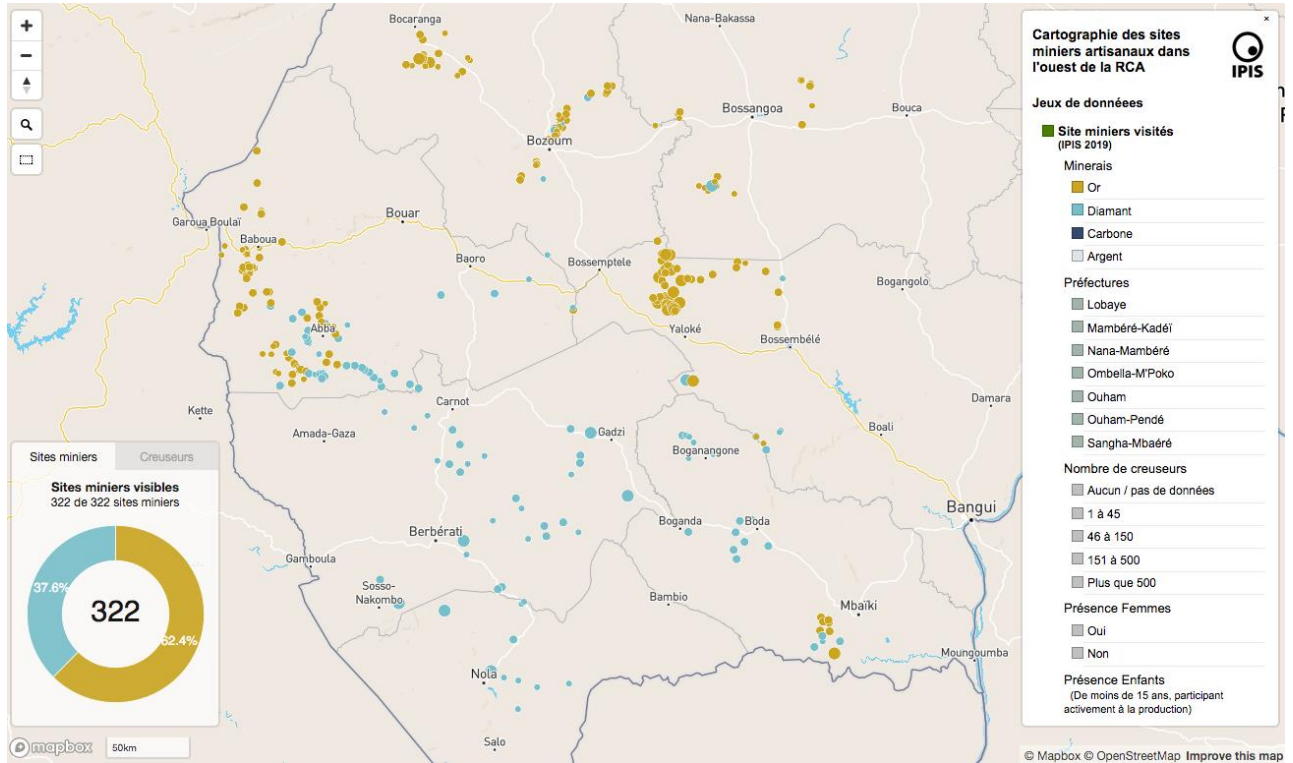 Bocaranga
Nana-Bakassa
Bossangoa
Bouca
Bozoum
Garoua Boulaï
Bouar
Baboua
Baoro
Bossemptele
Bogangolo
Abba
Yaloké
Bossembélé
Kette
Carnot
Damara
Amada-Gaza
Gadzi
Boali
Boganangone
Bangui
Berbérati
Boganda
Boda
Gamboula
Sosso-
Nakombo
Bambio
Mbaïki
Moungoumba
Nola
Salo
Sites miniers
Creuseurs
Sites miniers visibles
322 de 322 sites miniers
37.6%
322
62.4%
mapbox
50km
Cartographie des sites
miniers artisanaux dans
l'ouest de la RCA
IPIS
×
Jeux de donnéees
Site miniers visités
(IPIS 2019)
Minerais
Or
Diamant
Carbone
Argent
Préfectures
Lobaye
Mambéré-Kadéï
Nana-Mambéré
Ombella-M'Poko
Ouham
Ouham-Pendé
Sangha-Mbaéré
Nombre de creuseurs
Aucun / pas de données
1 à 45
46 à 150
151 à 500
Plus que 500
Présence Femmes
Oui
Non
Présence Enfants
(De moins de 15 ans, participant
activement à la production)
© Mapbox © OpenStreetMap Improve this map